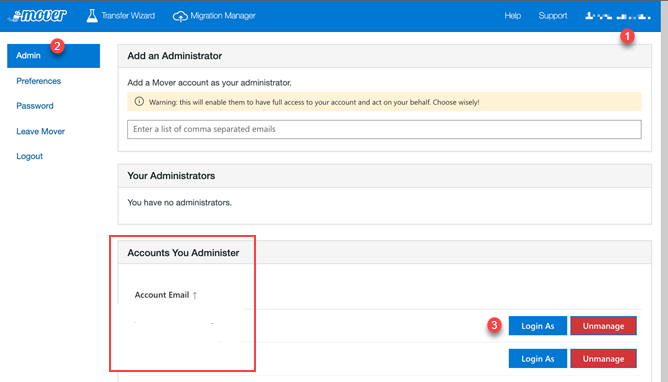 mover Transfer Wizard Migration Manager Help Support
1
2
Admin
Preferences
Password
Leave Mover
Logout
Add an Administrator
Add a Mover account as your administrator.
Warning: this will enable them to have full access to your account and act on your behalf. Choose wisely!
Enter a list of comma separated emails
Your Administrators
You have no administrators.
Accounts You Administer
Account Email ↑
3 Login As Unmanage
Login As Unmanage